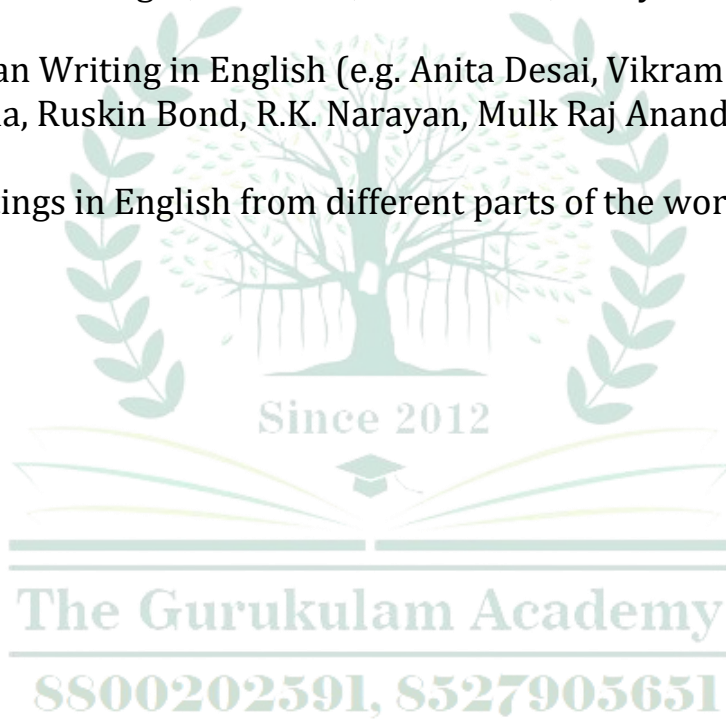 an Writing in English (e.g. Anita Desai, Vikram
a, Ruskin Bond, R.K. Narayan, Mulk Raj Anand
ings in English from different parts of the wor
Since 2012
The Gurukulam Academy
8800202591, 8527905651